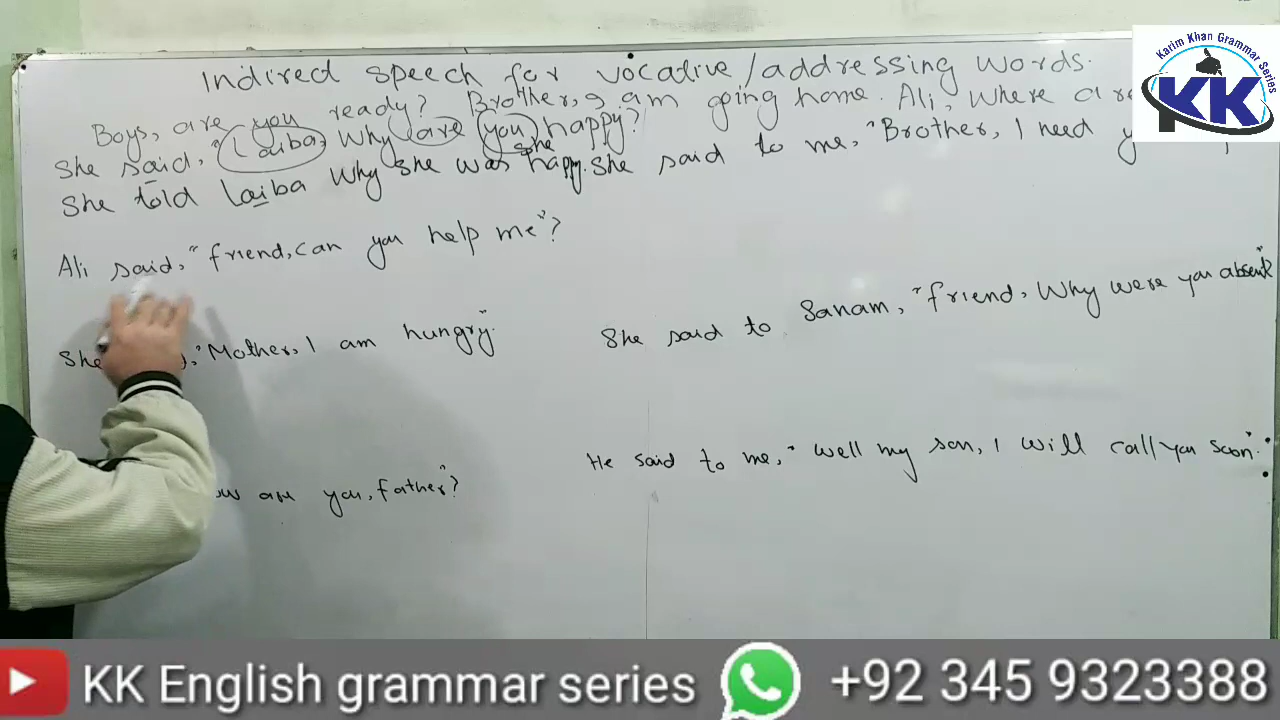 Indirect speech for vocative/addressing words.
Boys, are you ready? Brother, I am going home. Ali, Where are
She said, "Laiba, Why are you happy?
she
She told laiba why she was happy. She said to me, "Brother, I need
Ali said, "friend, can you help me"?
She said to Sanam, "friend, Why were you absent"?
She "Mother, I am hungry."
He said to me, "well my son, I will call you soon".
are you, father"?
Karim Khan Grammar Series
KK
KK English grammar series
+92 345 9323388